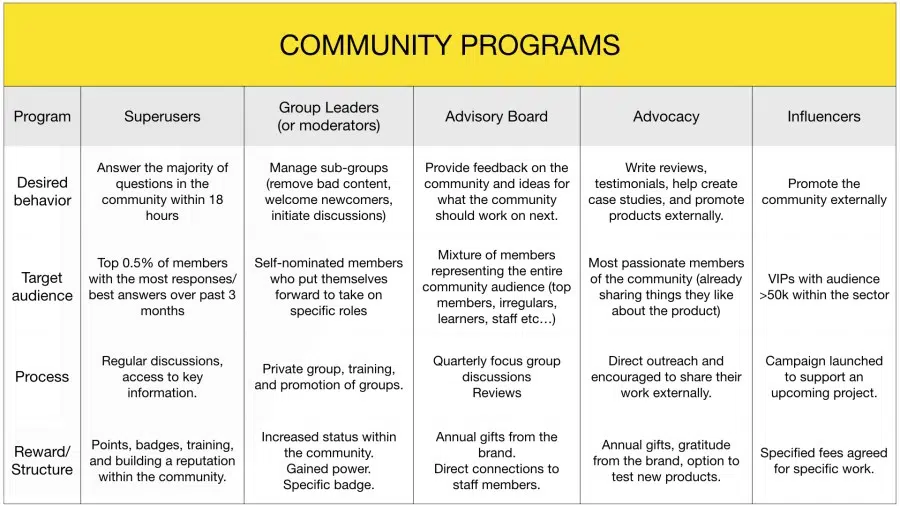 COMMUNITY PROGRAMS
Program
Superusers
Group Leaders
(or moderators)
Advisory Board
Advocacy
Influencers
Desired
behavior
Answer the majority of
questions in the
community within 18
hours
Manage sub-groups
(remove bad content,
welcome newcomers,
initiate discussions)
Provide feedback on the
community and ideas for
what the community
should work on next.
Write reviews,
testimonials, help create
case studies, and promote
products externally.
Promote the
community externally
Target
audience
Top 0.5% of members
with the most responses/
best answers over past 3
months
Self-nominated members
who put themselves
forward to take on
specific roles
Mixture of members
representing the entire
community audience (top
members, irregulars,
learners, staff etc…)
Most passionate members
of the community (already
sharing things they like
about the product)
VIPs with audience
>50k within the sector
Process
Regular discussions,
access to key
information.
Private group, training,
and promotion of groups.
Quarterly focus group
discussions
Reviews
Direct outreach and
encouraged to share their
work externally.
Campaign launched
to support an
upcoming project.
Reward/
Structure
Points, badges, training,
and building a reputation
within the community.
Increased status within
the community.
Gained power.
Specific badge.
Annual gifts from the
brand.
Direct connections to
staff members.
Annual gifts, gratitude
from the brand, option to
test new products.
Specified fees agreed
for specific work.